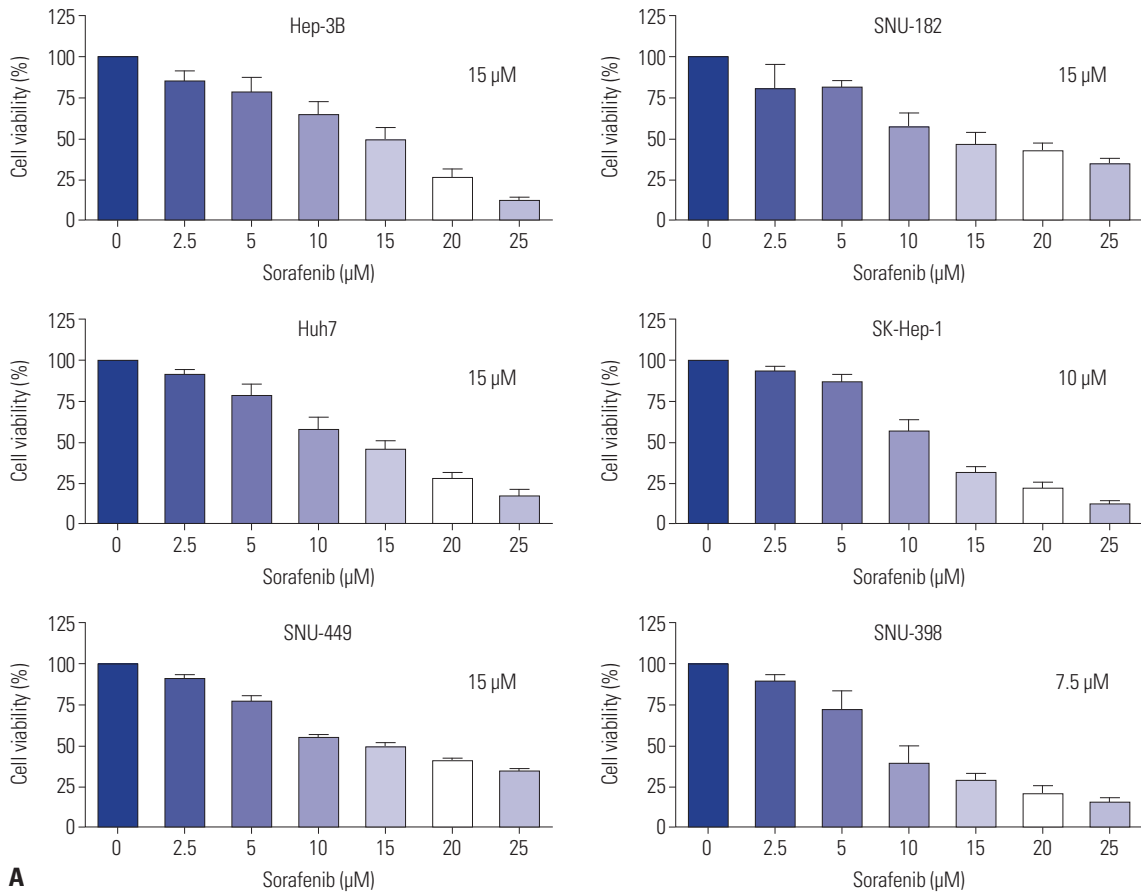 Hep-3B
15 µM
Cell viability (%)
125
100
75
50
25
0
0 2.5 5 10 15 20 25
Sorafenib (µM)
SNU-182
15 µM
Cell viability (%)
125
100
75
50
25
0
0 2.5 5 10 15 20 25
Sorafenib (µM)
Huh7
15 µM
Cell viability (%)
125
100
75
50
25
0
0 2.5 5 10 15 20 25
Sorafenib (µM)
SK-Hep-1
10 µM
Cell viability (%)
125
100
75
50
25
0
0 2.5 5 10 15 20 25
Sorafenib (µM)
SNU-449
15 µM
Cell viability (%)
125
100
75
50
25
0
0 2.5 5 10 15 20 25
Sorafenib (µM)
SNU-398
7.5 µM
Cell viability (%)
125
100
75
50
25
0
0 2.5 5 10 15 20 25
Sorafenib (µM)
A